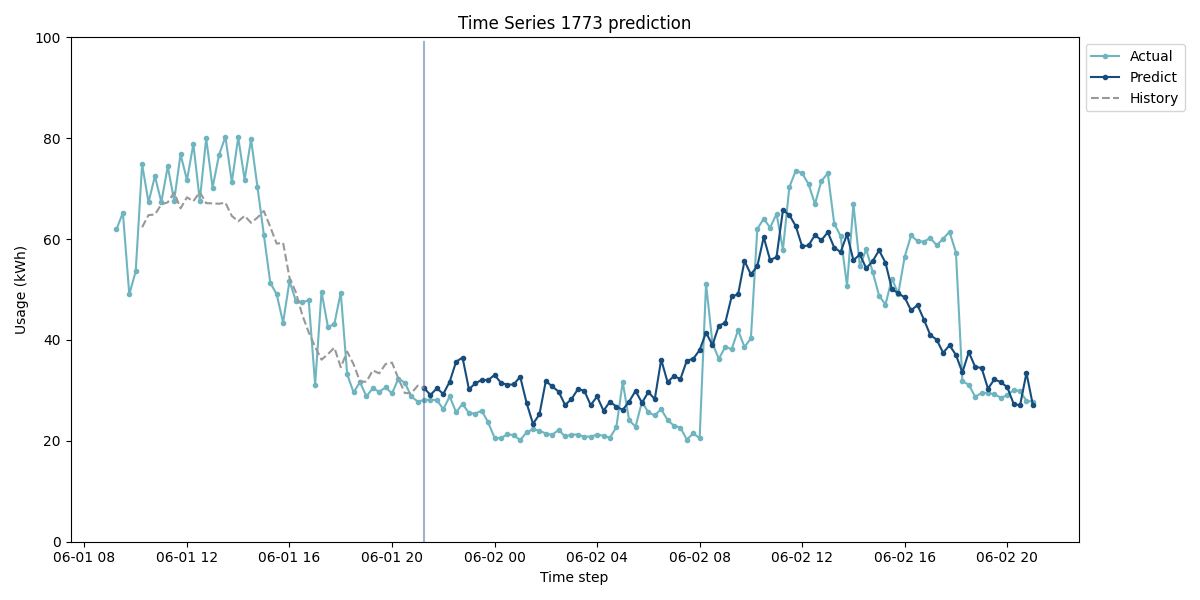 Time Series 1773 prediction
Usage (kWh)
100
80
60
40
20
0
06-01 08
06-01 12
06-01 16
06-01 20
06-02 00
06-02 04
06-02 08
06-02 12
06-02 16
06-02 20
Time step
Actual
Predict
History